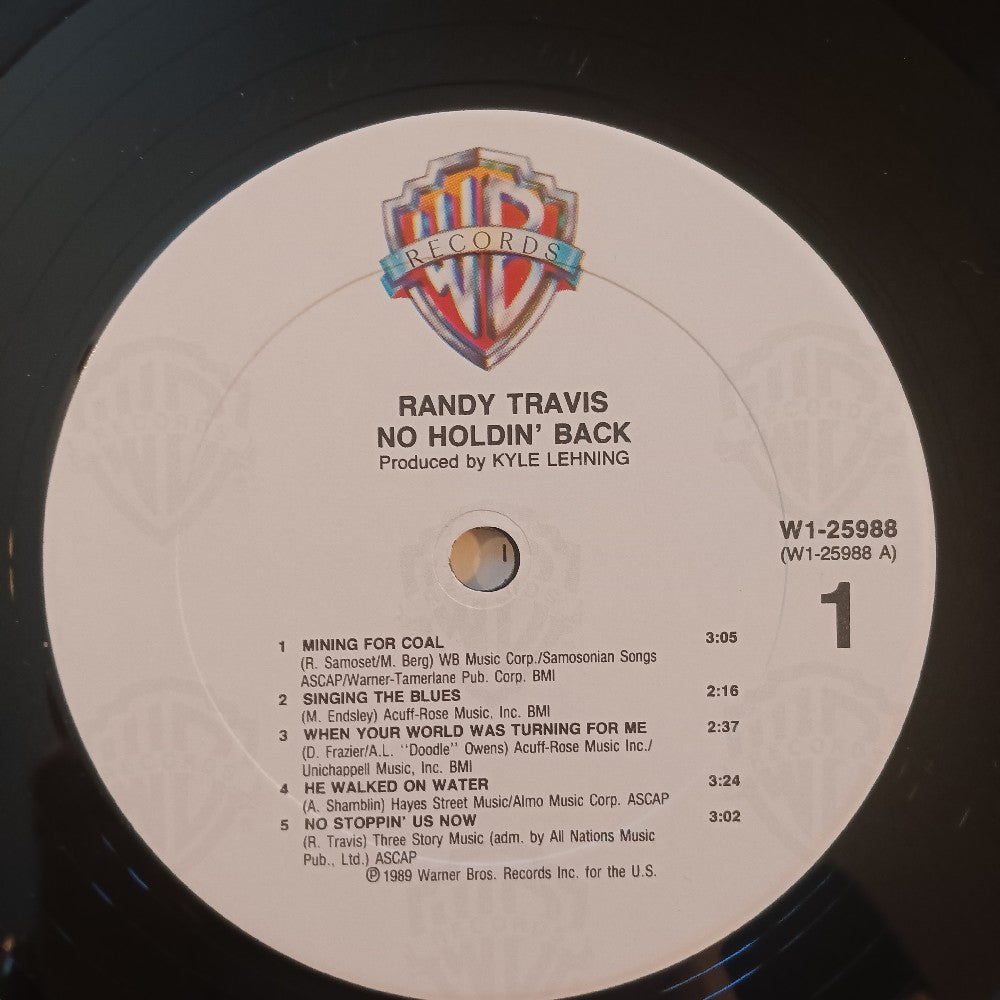 WB
RECORDS
RANDY TRAVIS
NO HOLDIN' BACK
Produced by KYLE LEHNING
W1-25988
(W1-25988 A)
1
1 MINING FOR COAL 3:05
(R. Samoset/M. Berg) WB Music Corp./Samosonian Songs
ASCAP/Warner-Tamerlane Pub. Corp. BMI
2 SINGING THE BLUES 2:16
(M. Endsley) Acuff-Rose Music, Inc. BMI
3 WHEN YOUR WORLD WAS TURNING FOR ME 2:37
(D. Frazier/A.L. "Doodle" Owens) Acuff-Rose Music Inc./
Unichappell Music, Inc. BMI
4 HE WALKED ON WATER 3:24
(A. Shamblin) Hayes Street Music/Almo Music Corp. ASCAP
5 NO STOPPIN' US NOW 3:02
(R. Travis) Three Story Music (adm. by All Nations Music
Pub., Ltd.) ASCAP
℗ 1989 Warner Bros. Records Inc. for the U.S.